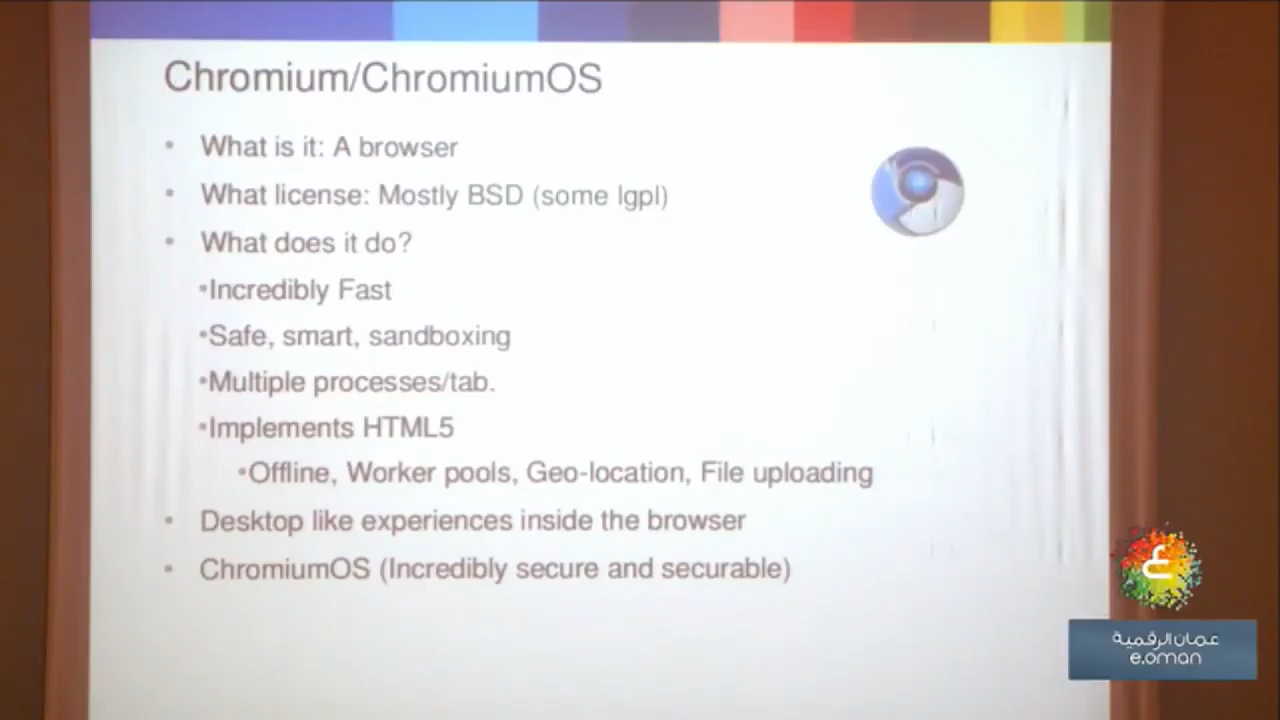 Chromium/ChromiumOS
• What is it: A browser
• What license: Mostly BSD (some lgpl)
• What does it do?
•Incredibly Fast
•Safe, smart, sandboxing
•Multiple processes/tab.
•Implements HTML5
•Offline, Worker pools, Geo-location, File uploading
• Desktop like experiences inside the browser
• ChromiumOS (Incredibly secure and securable)
ع
عمان الرقمية
e.oman